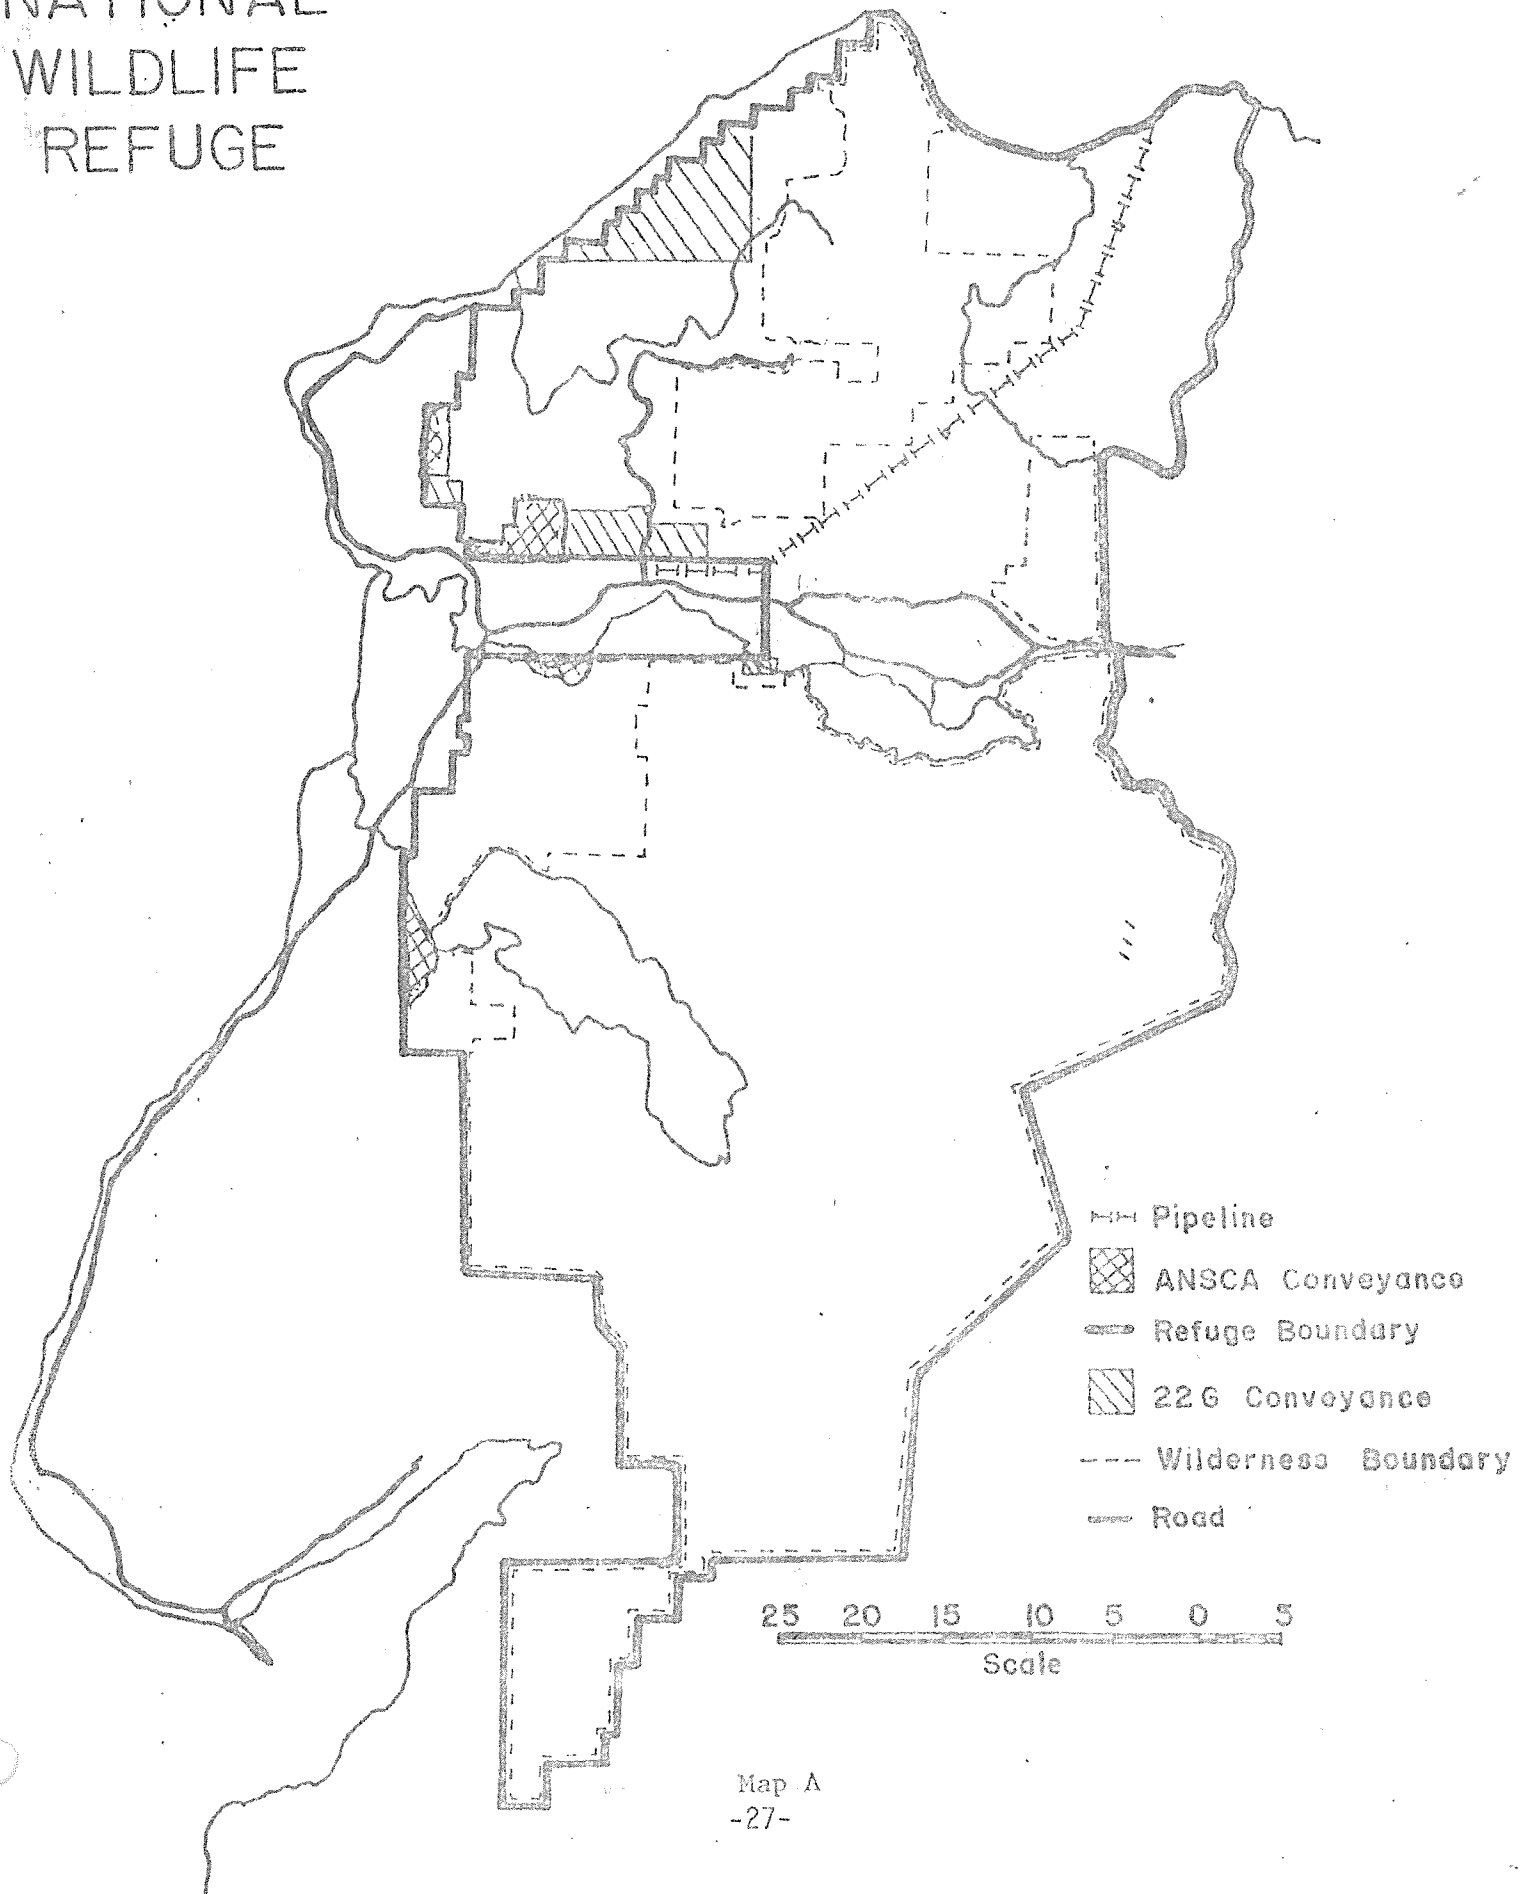 NATIONAL
WILDLIFE
REFUGE
Pipeline
ANSCA Conveyance
Refuge Boundary
22G Conveyance
Wilderness Boundary
Road
25 20 15 10 5 0 5
Scale
Map A
-27-